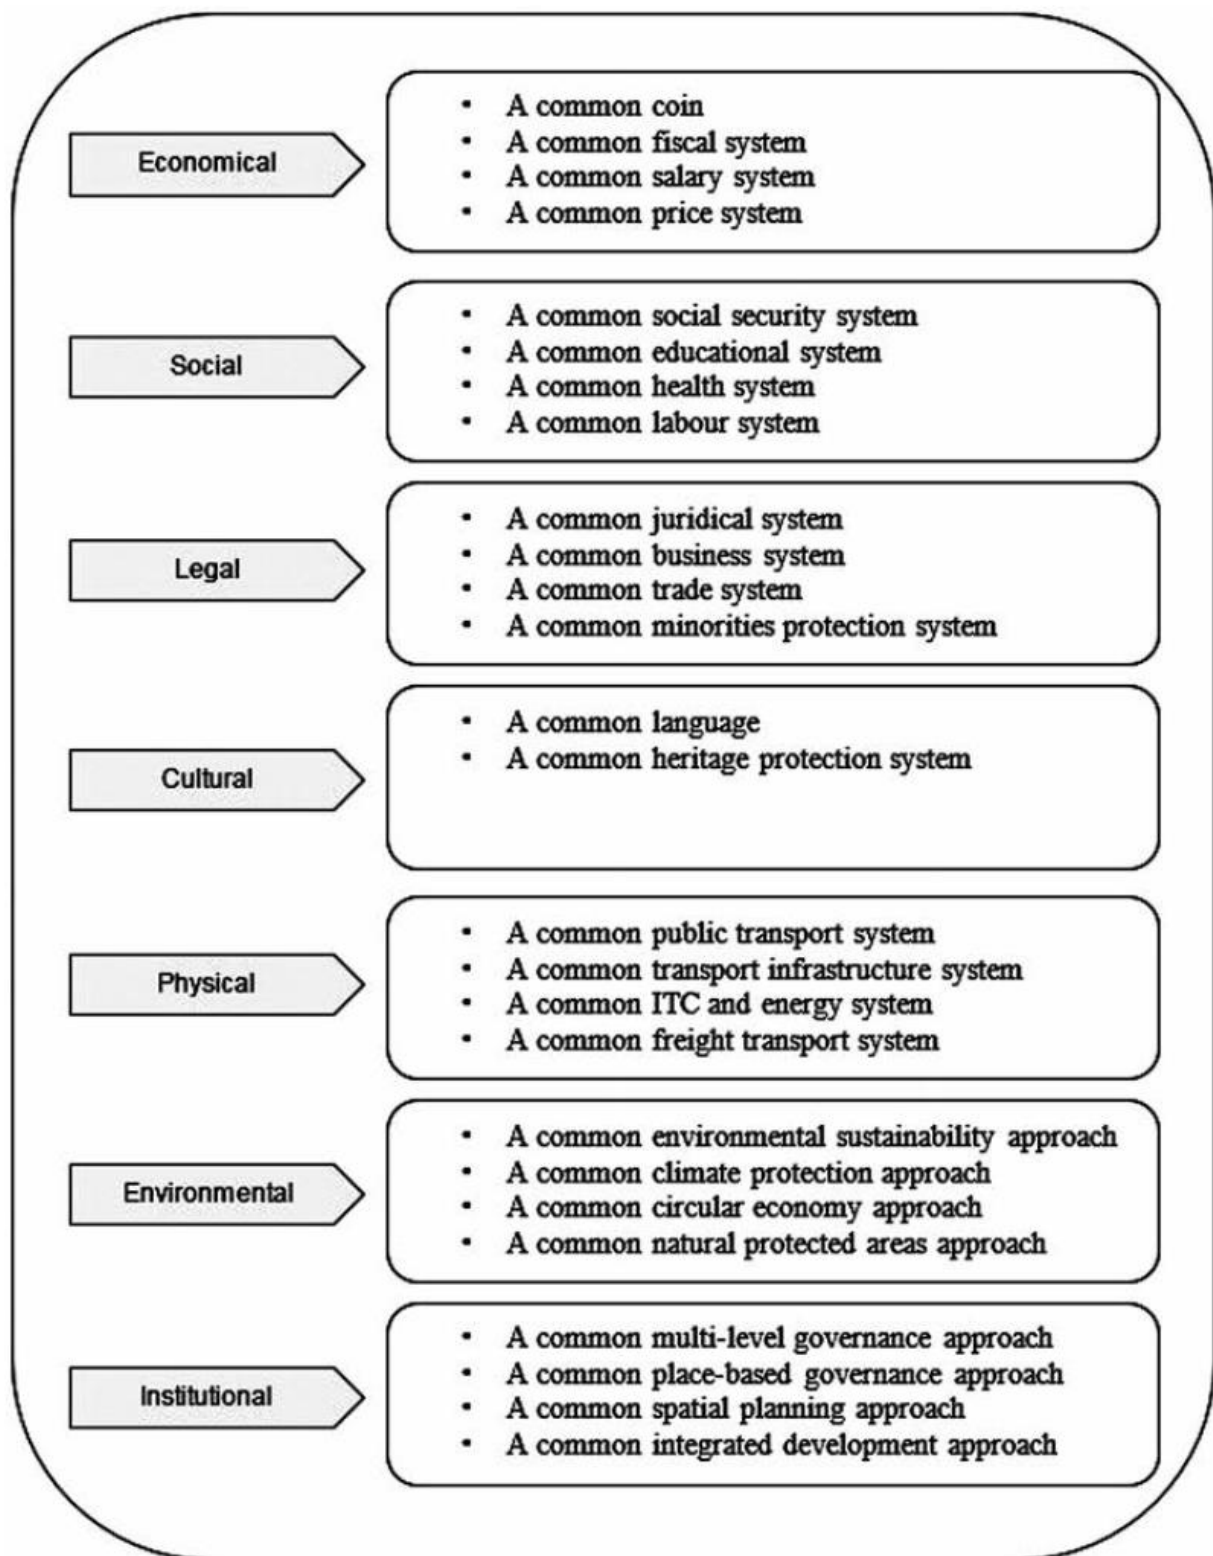 Economical
• A common coin
• A common fiscal system
• A common salary system
• A common price system
Social
• A common social security system
• A common educational system
• A common health system
• A common labour system
Legal
• A common juridical system
• A common business system
• A common trade system
• A common minorities protection system
Cultural
• A common language
• A common heritage protection system
Physical
• A common public transport system
• A common transport infrastructure system
• A common ITC and energy system
• A common freight transport system
Environmental
• A common environmental sustainability approach
• A common climate protection approach
• A common circular economy approach
• A common natural protected areas approach
Institutional
• A common multi-level governance approach
• A common place-based governance approach
• A common spatial planning approach
• A common integrated development approach